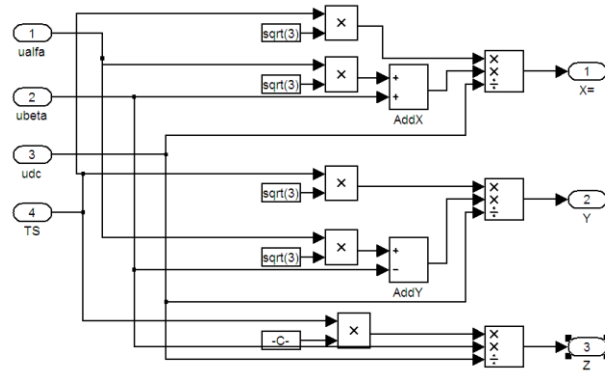 1
ualfa
2
ubeta
3
udc
4
TS
sqrt(3)
×
sqrt(3)
×
+
+
AddX
×
×
÷
1
X=
sqrt(3)
×
sqrt(3)
×
+
−
AddY
×
×
÷
2
Y
-C-
×
×
×
÷
3
Z